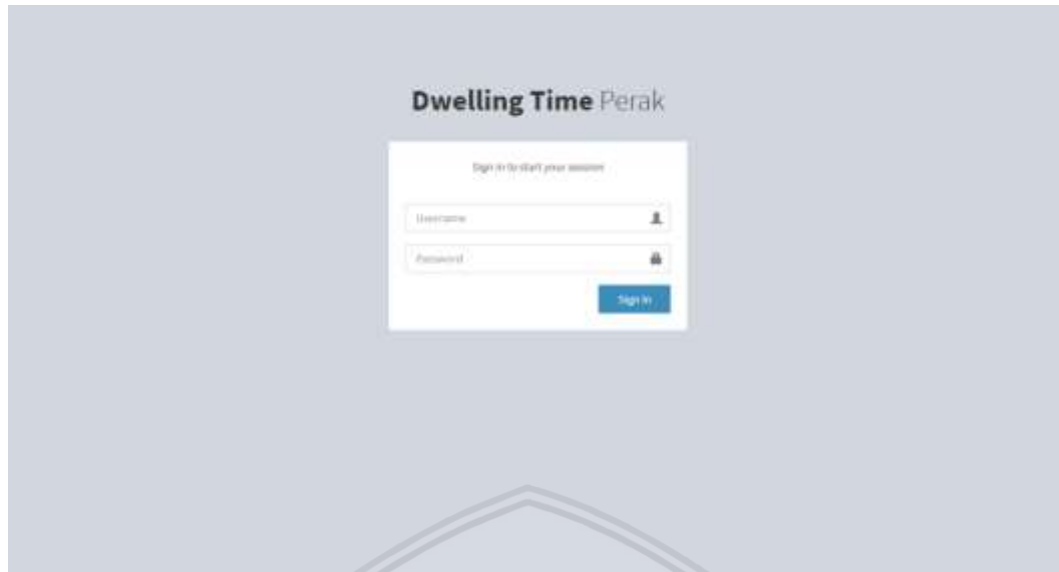 Dwelling Time Perak
Sign in to start your session
Username
Password
Sign In